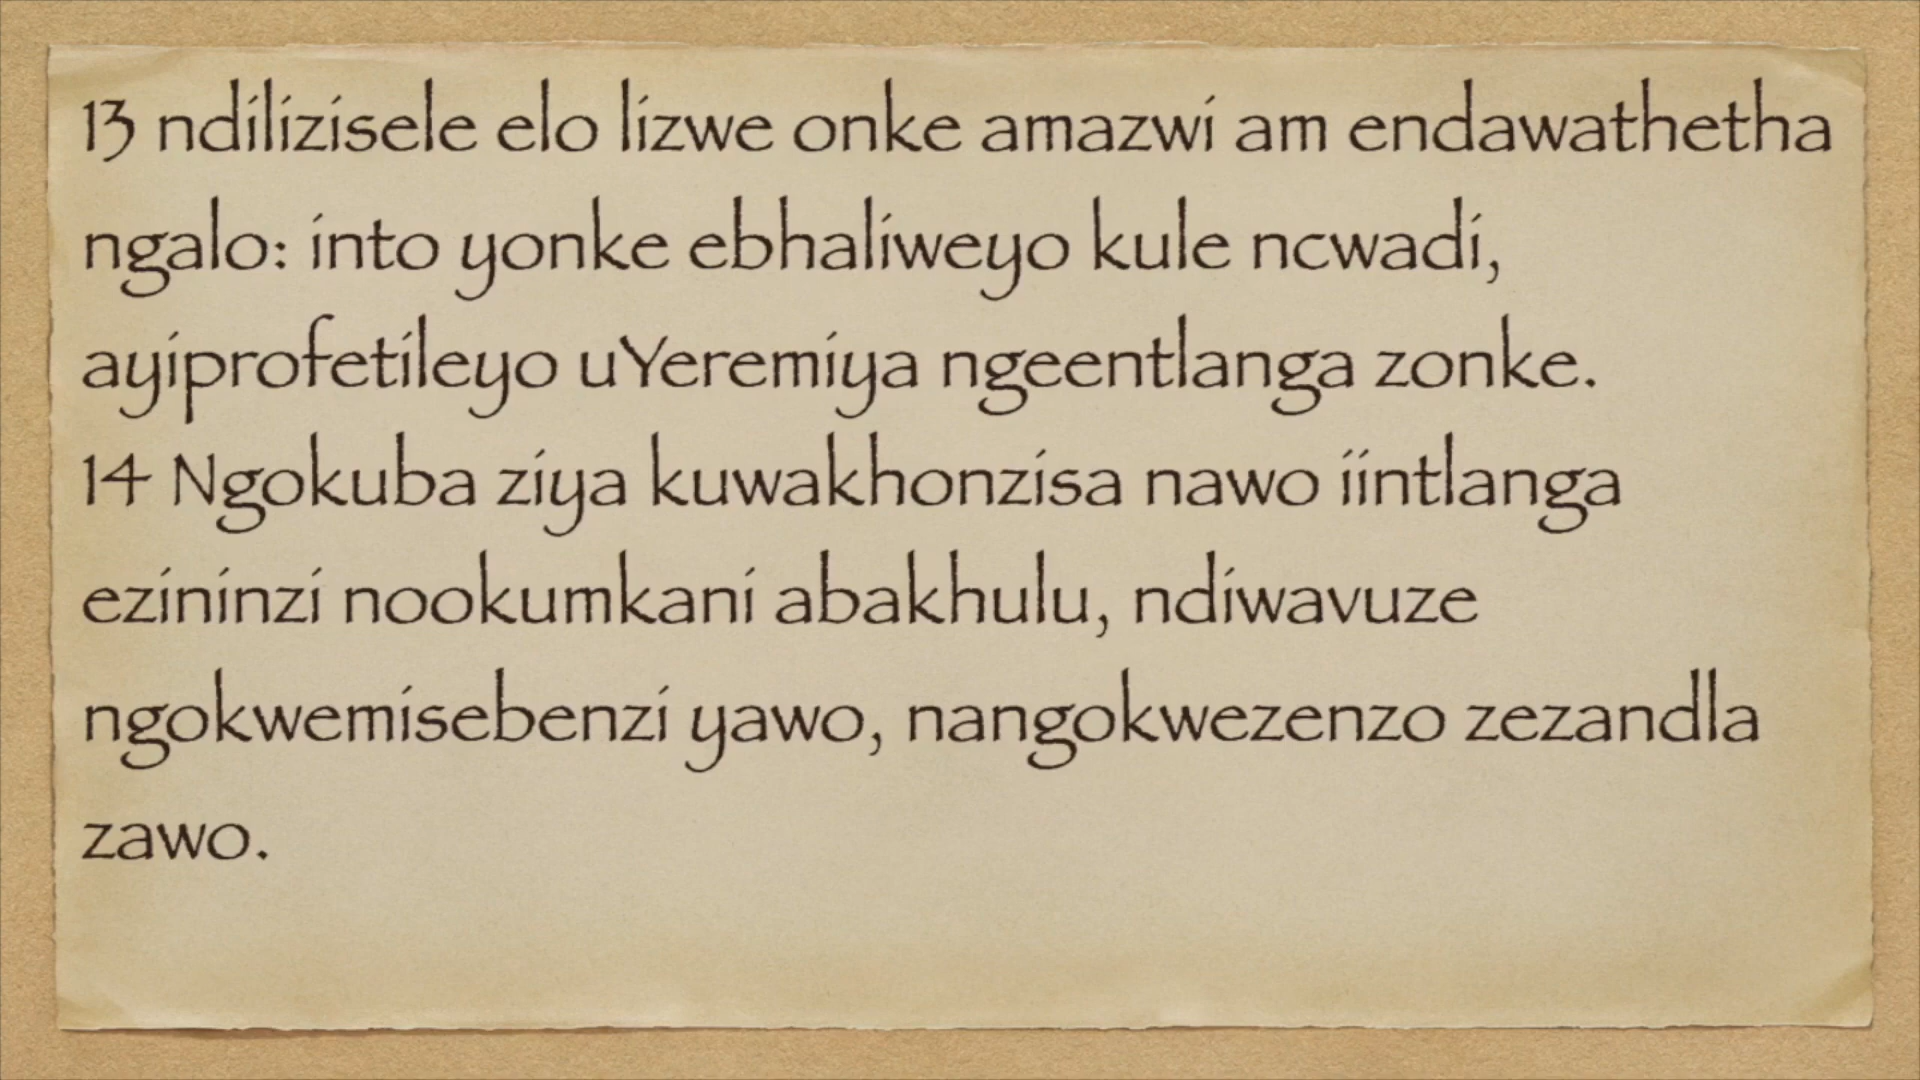 13 ndilizisele elo lizwe onke amazwi am endawathetha
ngalo: into yonke ebhaliweyo kule ncwadi,
ayiprofetileyo uYeremiya ngeentlanga zonke.
14 Ngokuba ziya kuwakhonzisa nawo iintlanga
ezininzi nookumkani abakhulu, ndiwavuze
ngokwemisebenzi yawo, nangokwezenzo zezandla
zawo.